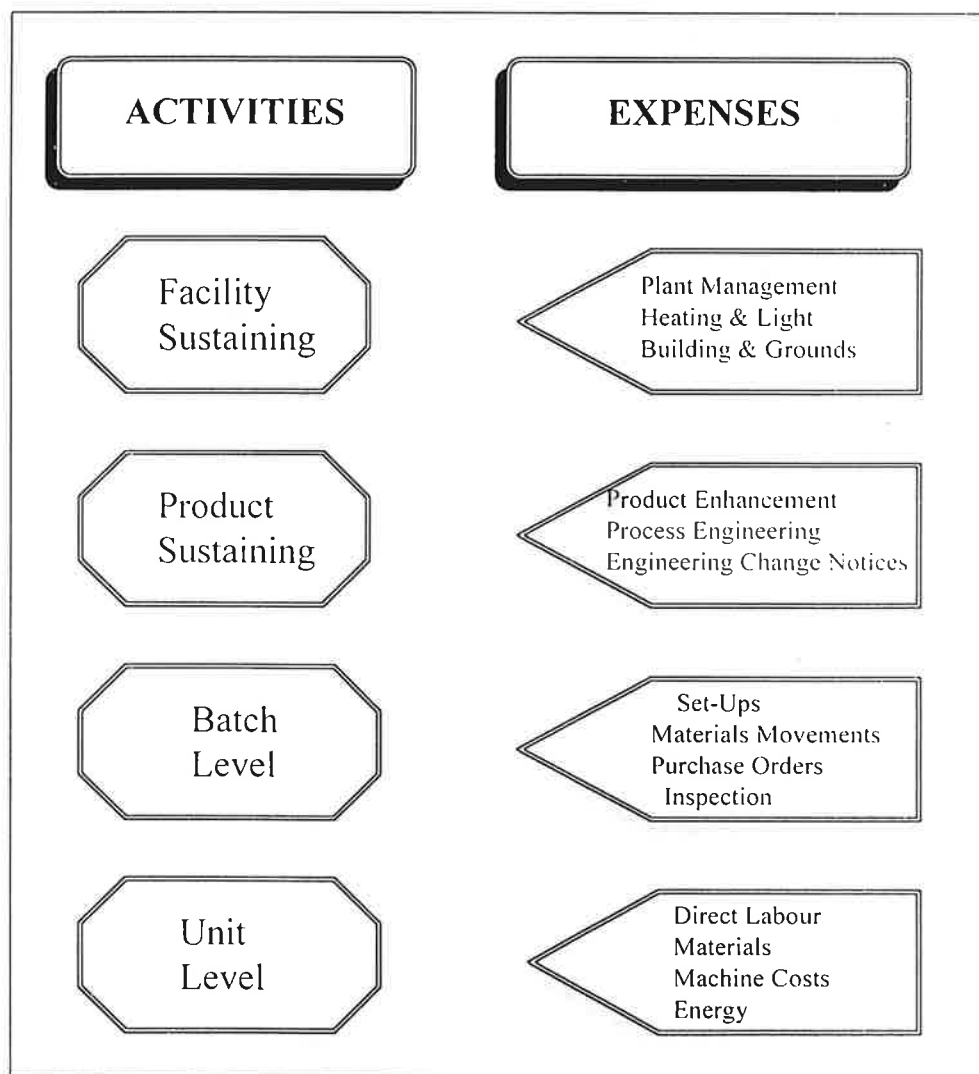 ACTIVITIES
EXPENSES
Facility
Sustaining
Plant Management
Heating & Light
Building & Grounds
Product
Sustaining
Product Enhancement
Process Engineering
Engineering Change Notices
Batch
Level
Set-Ups
Materials Movements
Purchase Orders
Inspection
Unit
Level
Direct Labour
Materials
Machine Costs
Energy